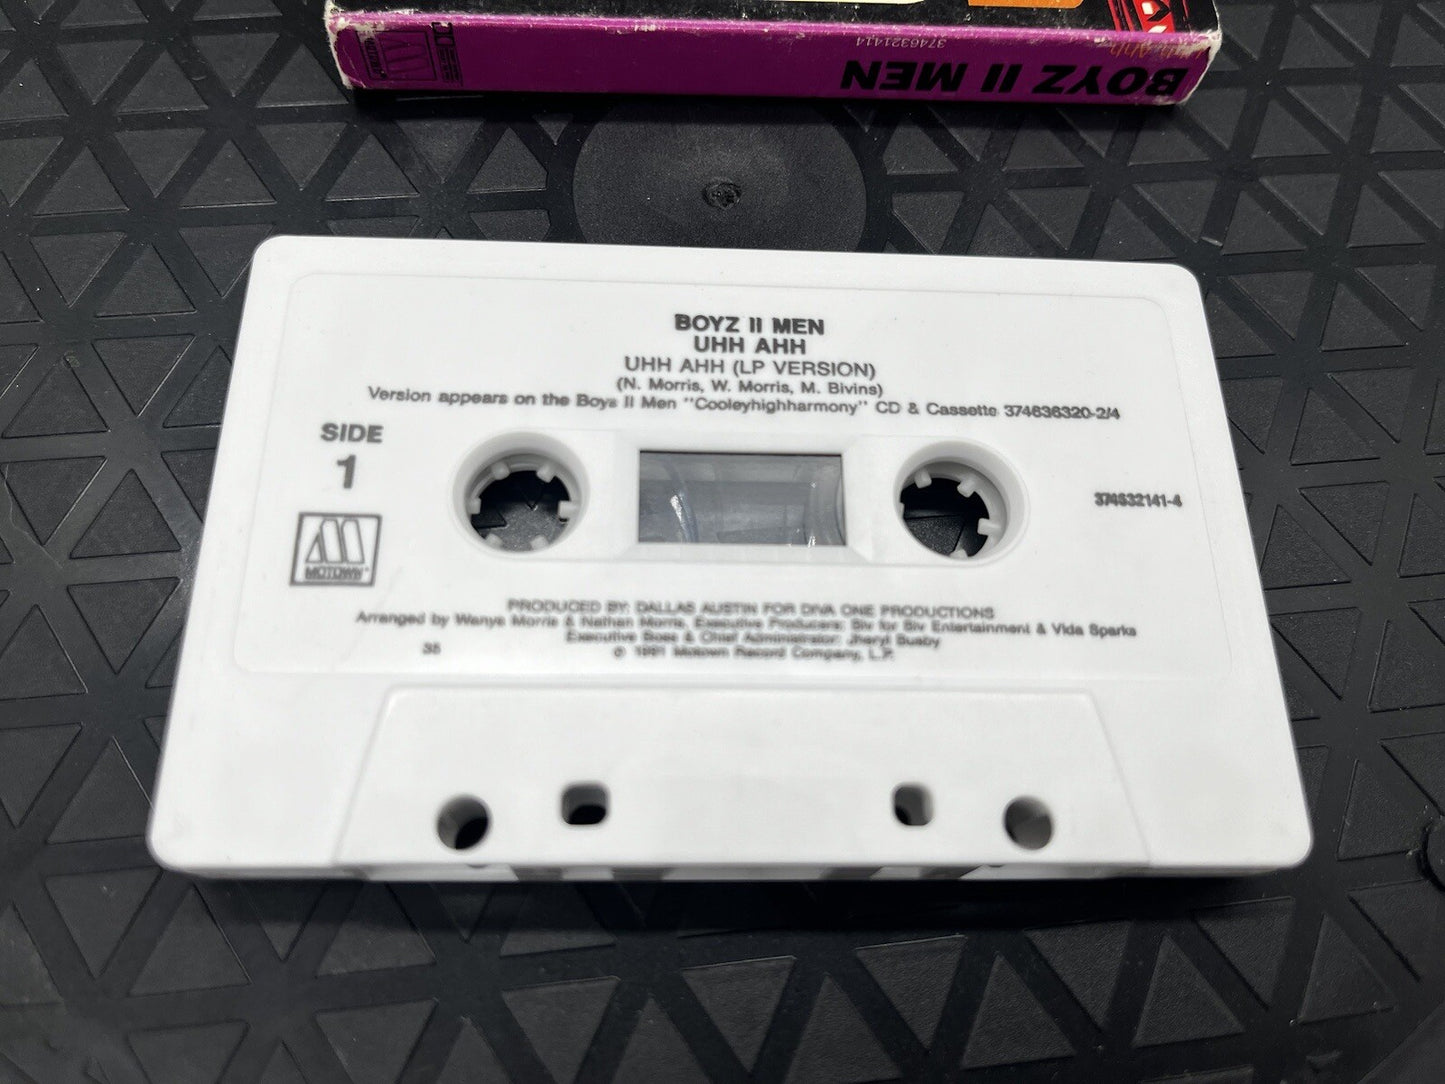 BOYZ II MEN
37463321414
BOYZ II MEN
UHH AHH
UHH AHH (LP VERSION)
(N. Morris, W. Morris, M. Bivins)
Version appears on the Boys II Men "Cooleyhighharmony" CD & Cassette 374636320-2/4
SIDE
1
374632141-4
MOTOWN
PRODUCED BY: DALLAS AUSTIN FOR DIVA ONE PRODUCTIONS
Arranged by Wanya Morris & Nathan Morris, Executive Producers: Biv for Biv Entertainment & Vida Sparks
Executive Boss & Chief Administrator: Jheryl Busby
38
1991 Motown Record Company, L.P.